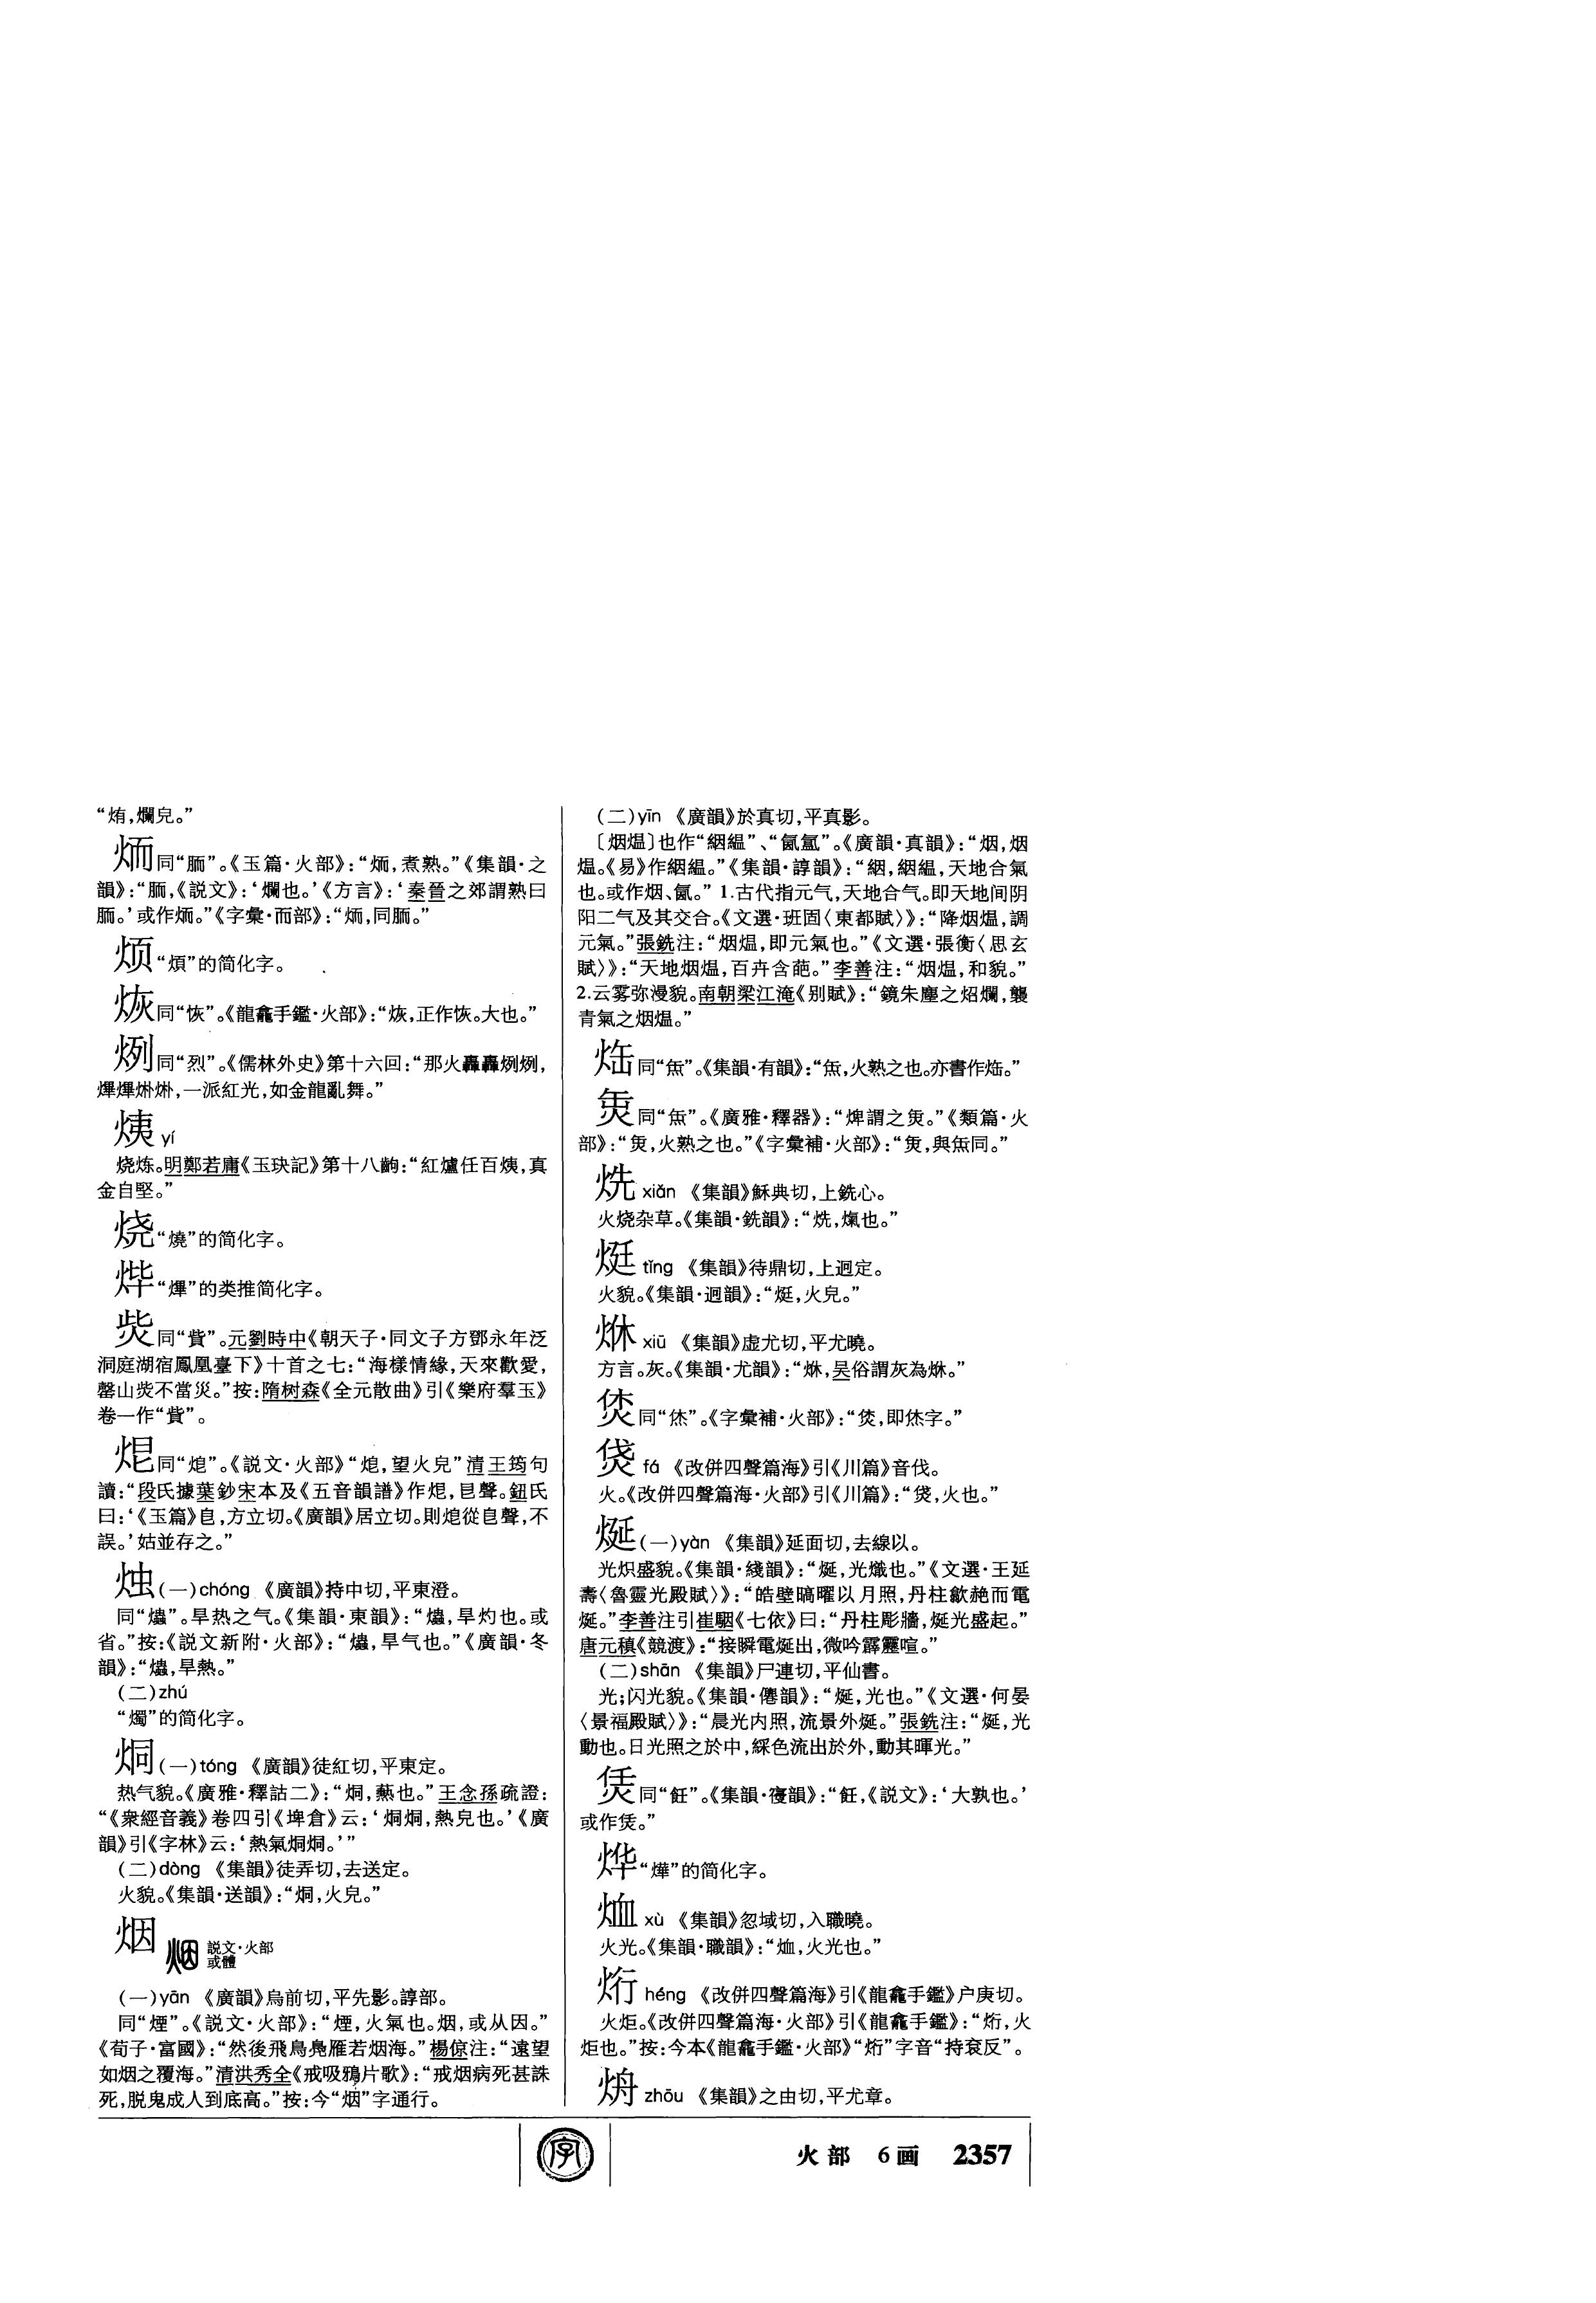 “烠,爛皃。”
炳同“胹”。《玉篇·火部》：“㶫,煮熟。”《集韻·之
韻》：“胹,《説文》：‘爛也。’《方言》：‘秦晉之郊謂熟曰
胹。’或作㶫。”《字彙·而部》：“㶫,同胹。”
烦“煩”的简化字。
烣同“恢”。《龍龕手鑑·火部》：“烣,正作恢。大也。”
烮同“烈”。《儒林外史》第十六回：“那火轟轟烮烮,
熚熚烞烞,一派紅光,如金龍亂舞。”
yí
烧炼。明鄭若庸《玉玦記》第十八齣：“紅爐任百,真
金自堅。”
烧“燒”的简化字。
“熚”的类推简化字。
同“貲”。元劉時中《朝天子·同文子方鄧永年泛
洞庭湖宿鳳凰臺下》十首之七：“海樣情緣,天來歡愛,
罄山不當災。”按：隋树森《全元散曲》引《樂府羣玉》
卷一作“貲”。
同“炮”。《説文·火部》“,望火皃”清王筠句
讀：“段氏據葉鈔宋本及《五音韻譜》作,皀聲。鈕氏
曰：‘《玉篇》皀,方立切。《廣韻》居立切。則從皀聲,不
誤。’姑並存之。”
烛(一)chóng 《廣韻》持中切,平東澄。
同“爞”。旱热之气。《集韻·東韻》：“爞,旱灼也。或
省。”按：《説文新附·火部》：“爞,旱气也。”《廣韻·冬
韻》：“爞,旱熱。”
(二)zhú
“燭”的简化字。
烔(一)tóng 《廣韻》徒紅切,平東定。
热气貌。《廣雅·釋詁二》：“烔,爇也。”王念孫疏證：
“《衆經音義》卷四引《埤倉》云：‘烔烔,熱皃也。’《廣
韻》引《字林》云：‘熱氣烔烔。’”
(二)dòng 《集韻》徒弄切,去送定。
火貌。《集韻·送韻》：“烔,火皃。”
烟 烟 説文·火部
或體
(一)yān 《廣韻》烏前切,平先影。諄部。
同“煙”。《説文·火部》：“煙,火氣也。烟,或从因。”
《荀子·富國》：“然後飛鳥鳧雁若烟海。”楊倞注：“遠望
如烟之覆海。”清洪秀全《戒吸鴉片歌》：“戒烟病死甚誅
死,脱鬼成人到底高。”按：今“烟”字通行。
(二)yīn 《廣韻》於真切,平真影。
〔烟熅〕也作“絪緼”、“氤氲”。《廣韻·真韻》：“烟,烟
熅。《易》作絪緼。”《集韻·諄韻》：“絪,絪緼,天地合氣
也。或作烟、氤。” 1.古代指元气,天地合气。即天地间阴
阳二气及其交合。《文選·班固〈東都賦〉》：“降烟熅,調
元氣。”張銑注：“烟熅,即元氣也。”《文選·張衡〈思玄
賦〉》：“天地烟熅,百卉含蘤。”李善注：“烟熅,和貌。”
2.云雾弥漫貌。南朝梁江淹《别賦》：“鏡朱塵之炤爛,襲
青氣之烟熅。”
同“缹”。《集韻·有韻》：“缹,火熟之也。亦書作。”
同“缹”。《廣雅·釋器》：“焷謂之。”《類篇·火
部》：“,火熟之也。”《字彙補·火部》：“,與缹同。”
烍 xiǎn 《集韻》穌典切,上銑心。
火烧杂草。《集韻·銑韻》：“烍,爑也。”
烶 tǐng 《集韻》待鼎切,上迥定。
火貌。《集韻·迥韻》：“烶,火皃。”
烌 xiū 《集韻》虚尤切,平尤曉。
方言。灰。《集韻·尤韻》：“烌,吴俗謂灰為烌。”
同“烋”。《字彙補·火部》：“,即烋字。”
fá 《改併四聲篇海》引《川篇》音伐。
火。《改併四聲篇海·火部》引《川篇》：“,火也。”
烻(一)yàn 《集韻》延面切,去線以。
光炽盛貌。《集韻·綫韻》：“烻,光熾也。”《文選·王延
壽〈魯靈光殿賦〉》：“皓壁暠曜以月照,丹柱歙赩而電
烻。”李善注引崔駰《七依》曰：“丹柱彫牆,烻光盛起。”
唐元稹《競渡》：“接瞬電烻出,微吟霹靂喧。”
(二)shān 《集韻》尸連切,平仙書。
光;闪光貌。《集韻·僊韻》：“烻,光也。”《文選·何晏
〈景福殿賦〉》：“晨光内照,流景外烻。”張銑注：“烻,光
動也。日光照之於中,綵色流出於外,動其暉光。”
同“飪”。《集韻·寑韻》：“飪,《説文》：‘大孰也。’
或作。”
烨“燁”的简化字。
烅 xù 《集韻》忽域切,入職曉。
火光。《集韻·職韻》：“烅,火光也。”
烆 héng 《改併四聲篇海》引《龍龕手鑑》户庚切。
火炬。《改併四聲篇海·火部》引《龍龕手鑑》：“烆,火
炬也。”按：今本《龍龕手鑑·火部》“烆”字音“持衮反”。
烐 zhōu 《集韻》之由切,平尤章。
字
火部 6画 2357